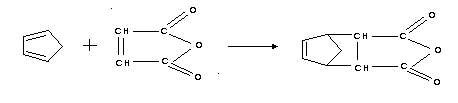 O
CH C CH C
+ O O
CH C CH C
O O